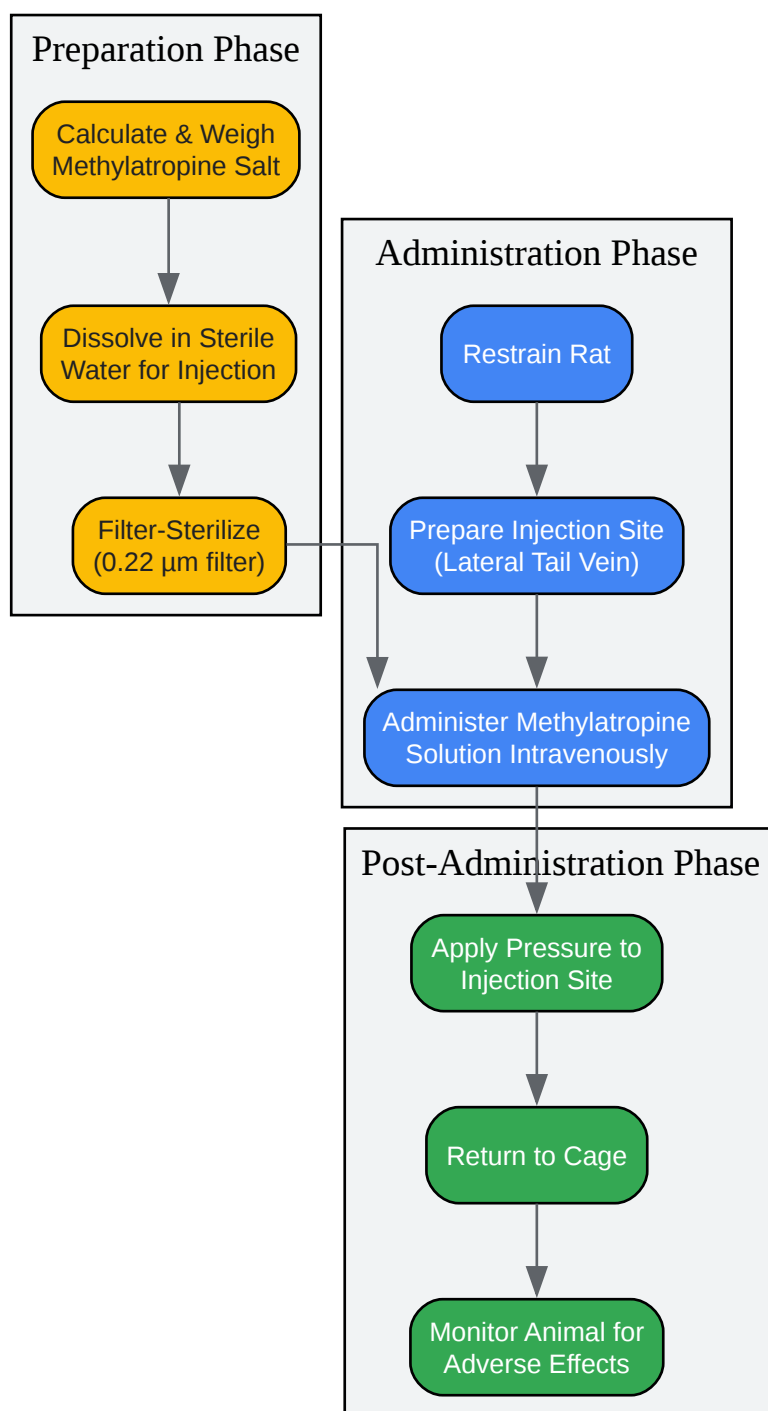 Preparation Phase
Calculate & Weigh
Methylatropine Salt
Dissolve in Sterile
Water for Injection
Filter-Sterilize
(0.22 µm filter)
Administration Phase
Restrain Rat
Prepare Injection Site
(Lateral Tail Vein)
Administer Methylatropine
Solution Intravenously
Post-Administration Phase
Apply Pressure to
Injection Site
Return to Cage
Monitor Animal for
Adverse Effects